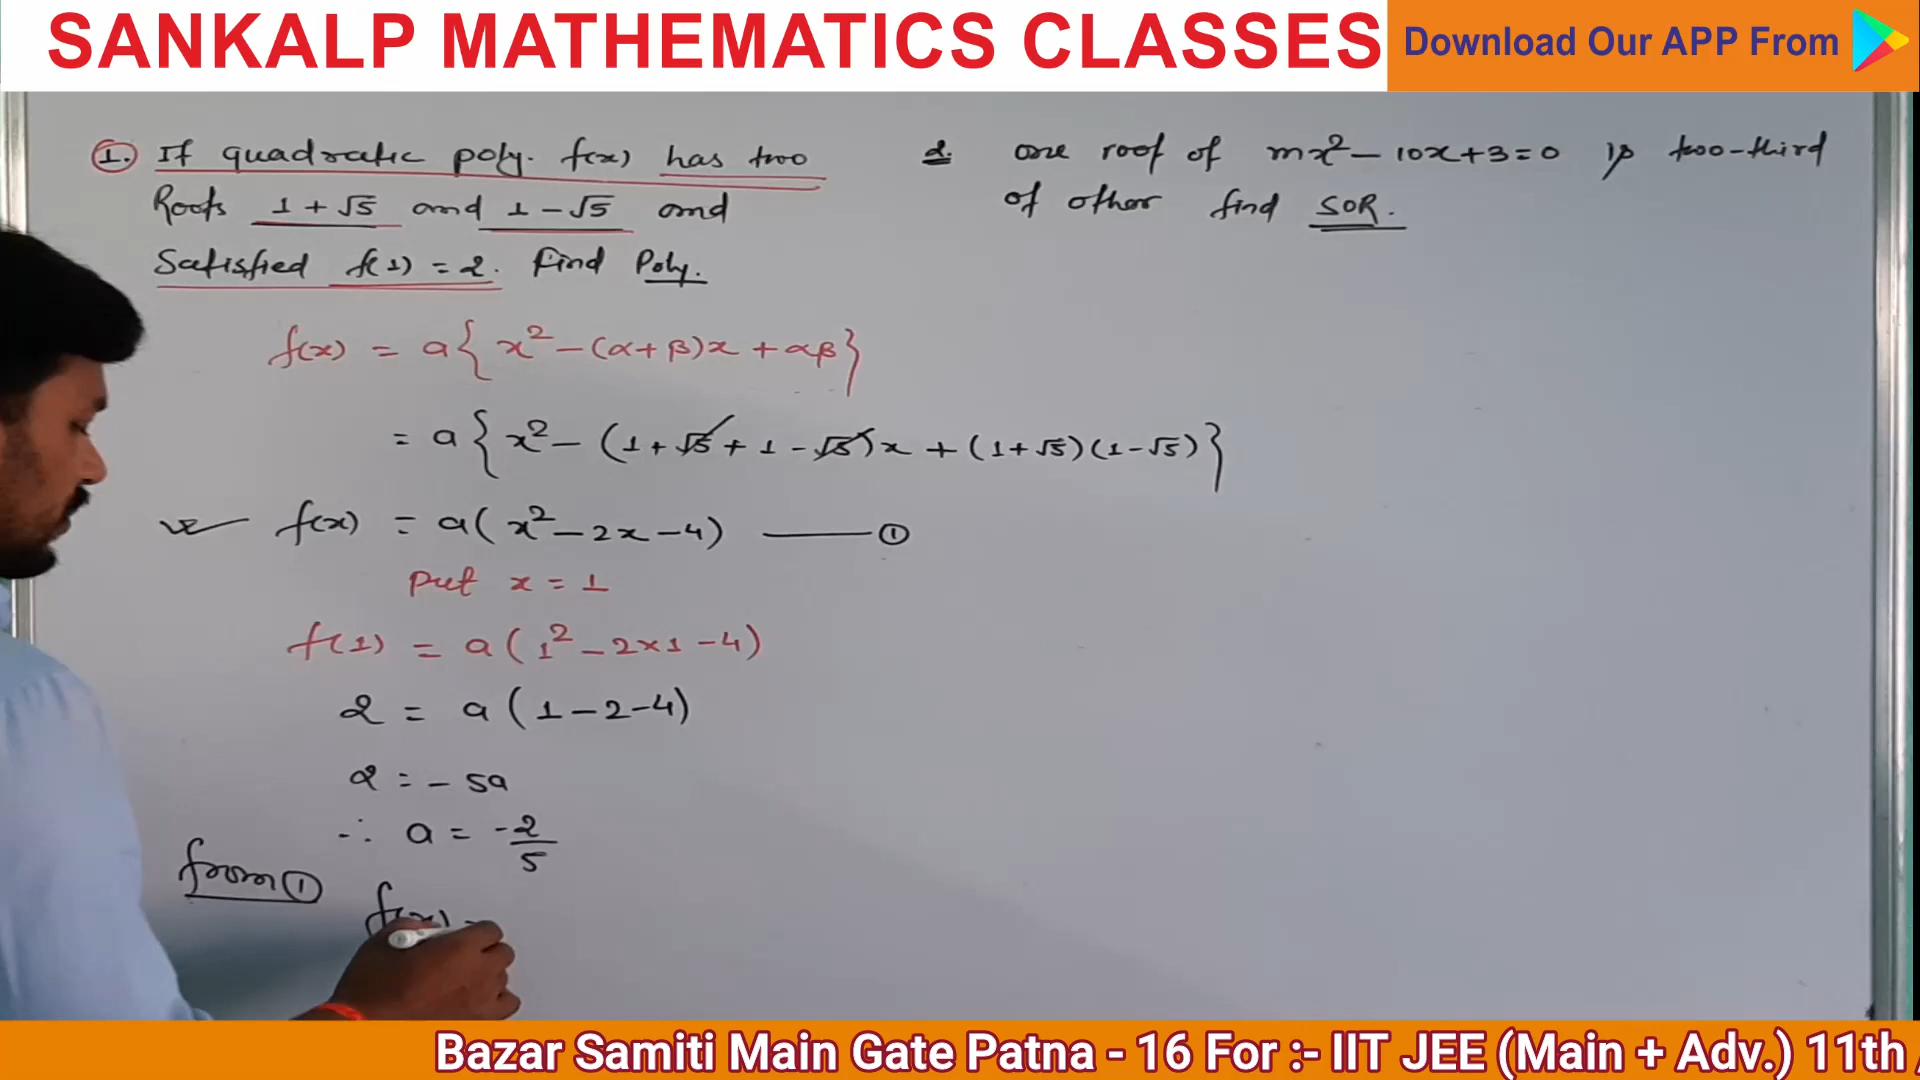 SANKALP MATHEMATICS CLASSES
Download Our APP From
1. If quadratic poly. f(x) has two
Roots 1+√5 and 1-√5 and
Satisfied f(1) = 2. Find Poly.
f(x) = a{x²-(α+β)x+αβ}
= a{x²-(1+√5+1-√5)x+(1+√5)(1-√5)}
f(x) = a(x²-2x-4) —— ①
Put x = 1
f(1) = a(1²-2×1-4)
2 = a(1-2-4)
2 = - 5a
∴ a = -2/5
from ① f(x) =
2. one root of mx²-10x+3=0 is two-third
of other find SOR.
Bazar Samiti Main Gate Patna - 16 For :- IIT JEE (Main + Adv.) 11th